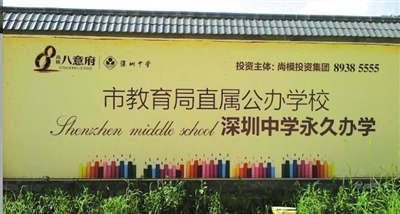 尚模 八意府 深圳中学
投资主体：尚模投资集团 8938 5555
市教育局直属公办学校
Shenzhen middle school 深圳中学永久办学